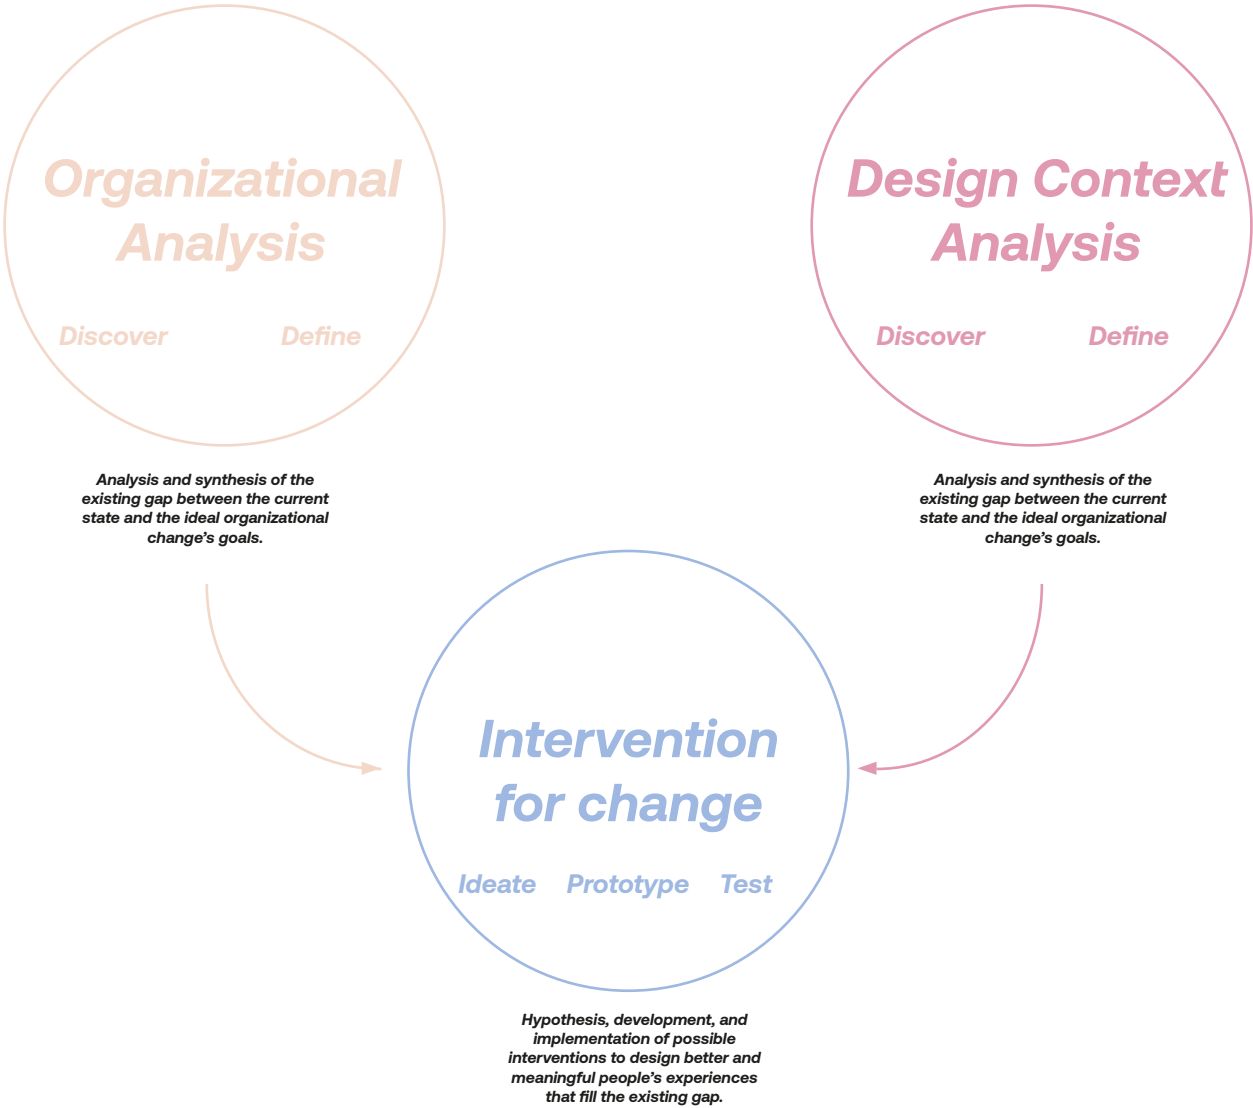 Organizational
Analysis
Discover Define
Analysis and synthesis of the
existing gap between the current
state and the ideal organizational
change’s goals.
Design Context
Analysis
Discover Define
Analysis and synthesis of the
existing gap between the current
state and the ideal organizational
change’s goals.
Intervention
for change
Ideate Prototype Test
Hypothesis, development, and
implementation of possible
interventions to design better and
meaningful people’s experiences
that fill the existing gap.